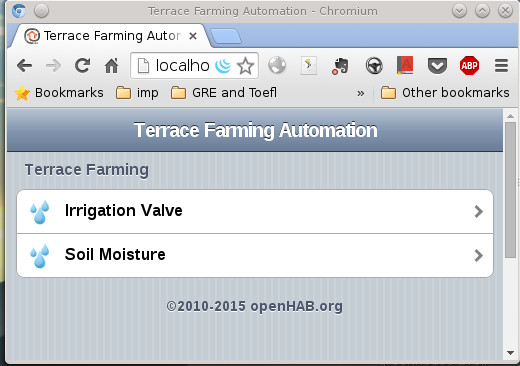 Terrace Farming Automation - Chromium
Terrace Farming Autor
localho
ABP
Bookmarks imp GRE and Toefl » Other bookmarks
Terrace Farming Automation
Terrace Farming
Irrigation Valve
Soil Moisture
©2010-2015 openHAB.org